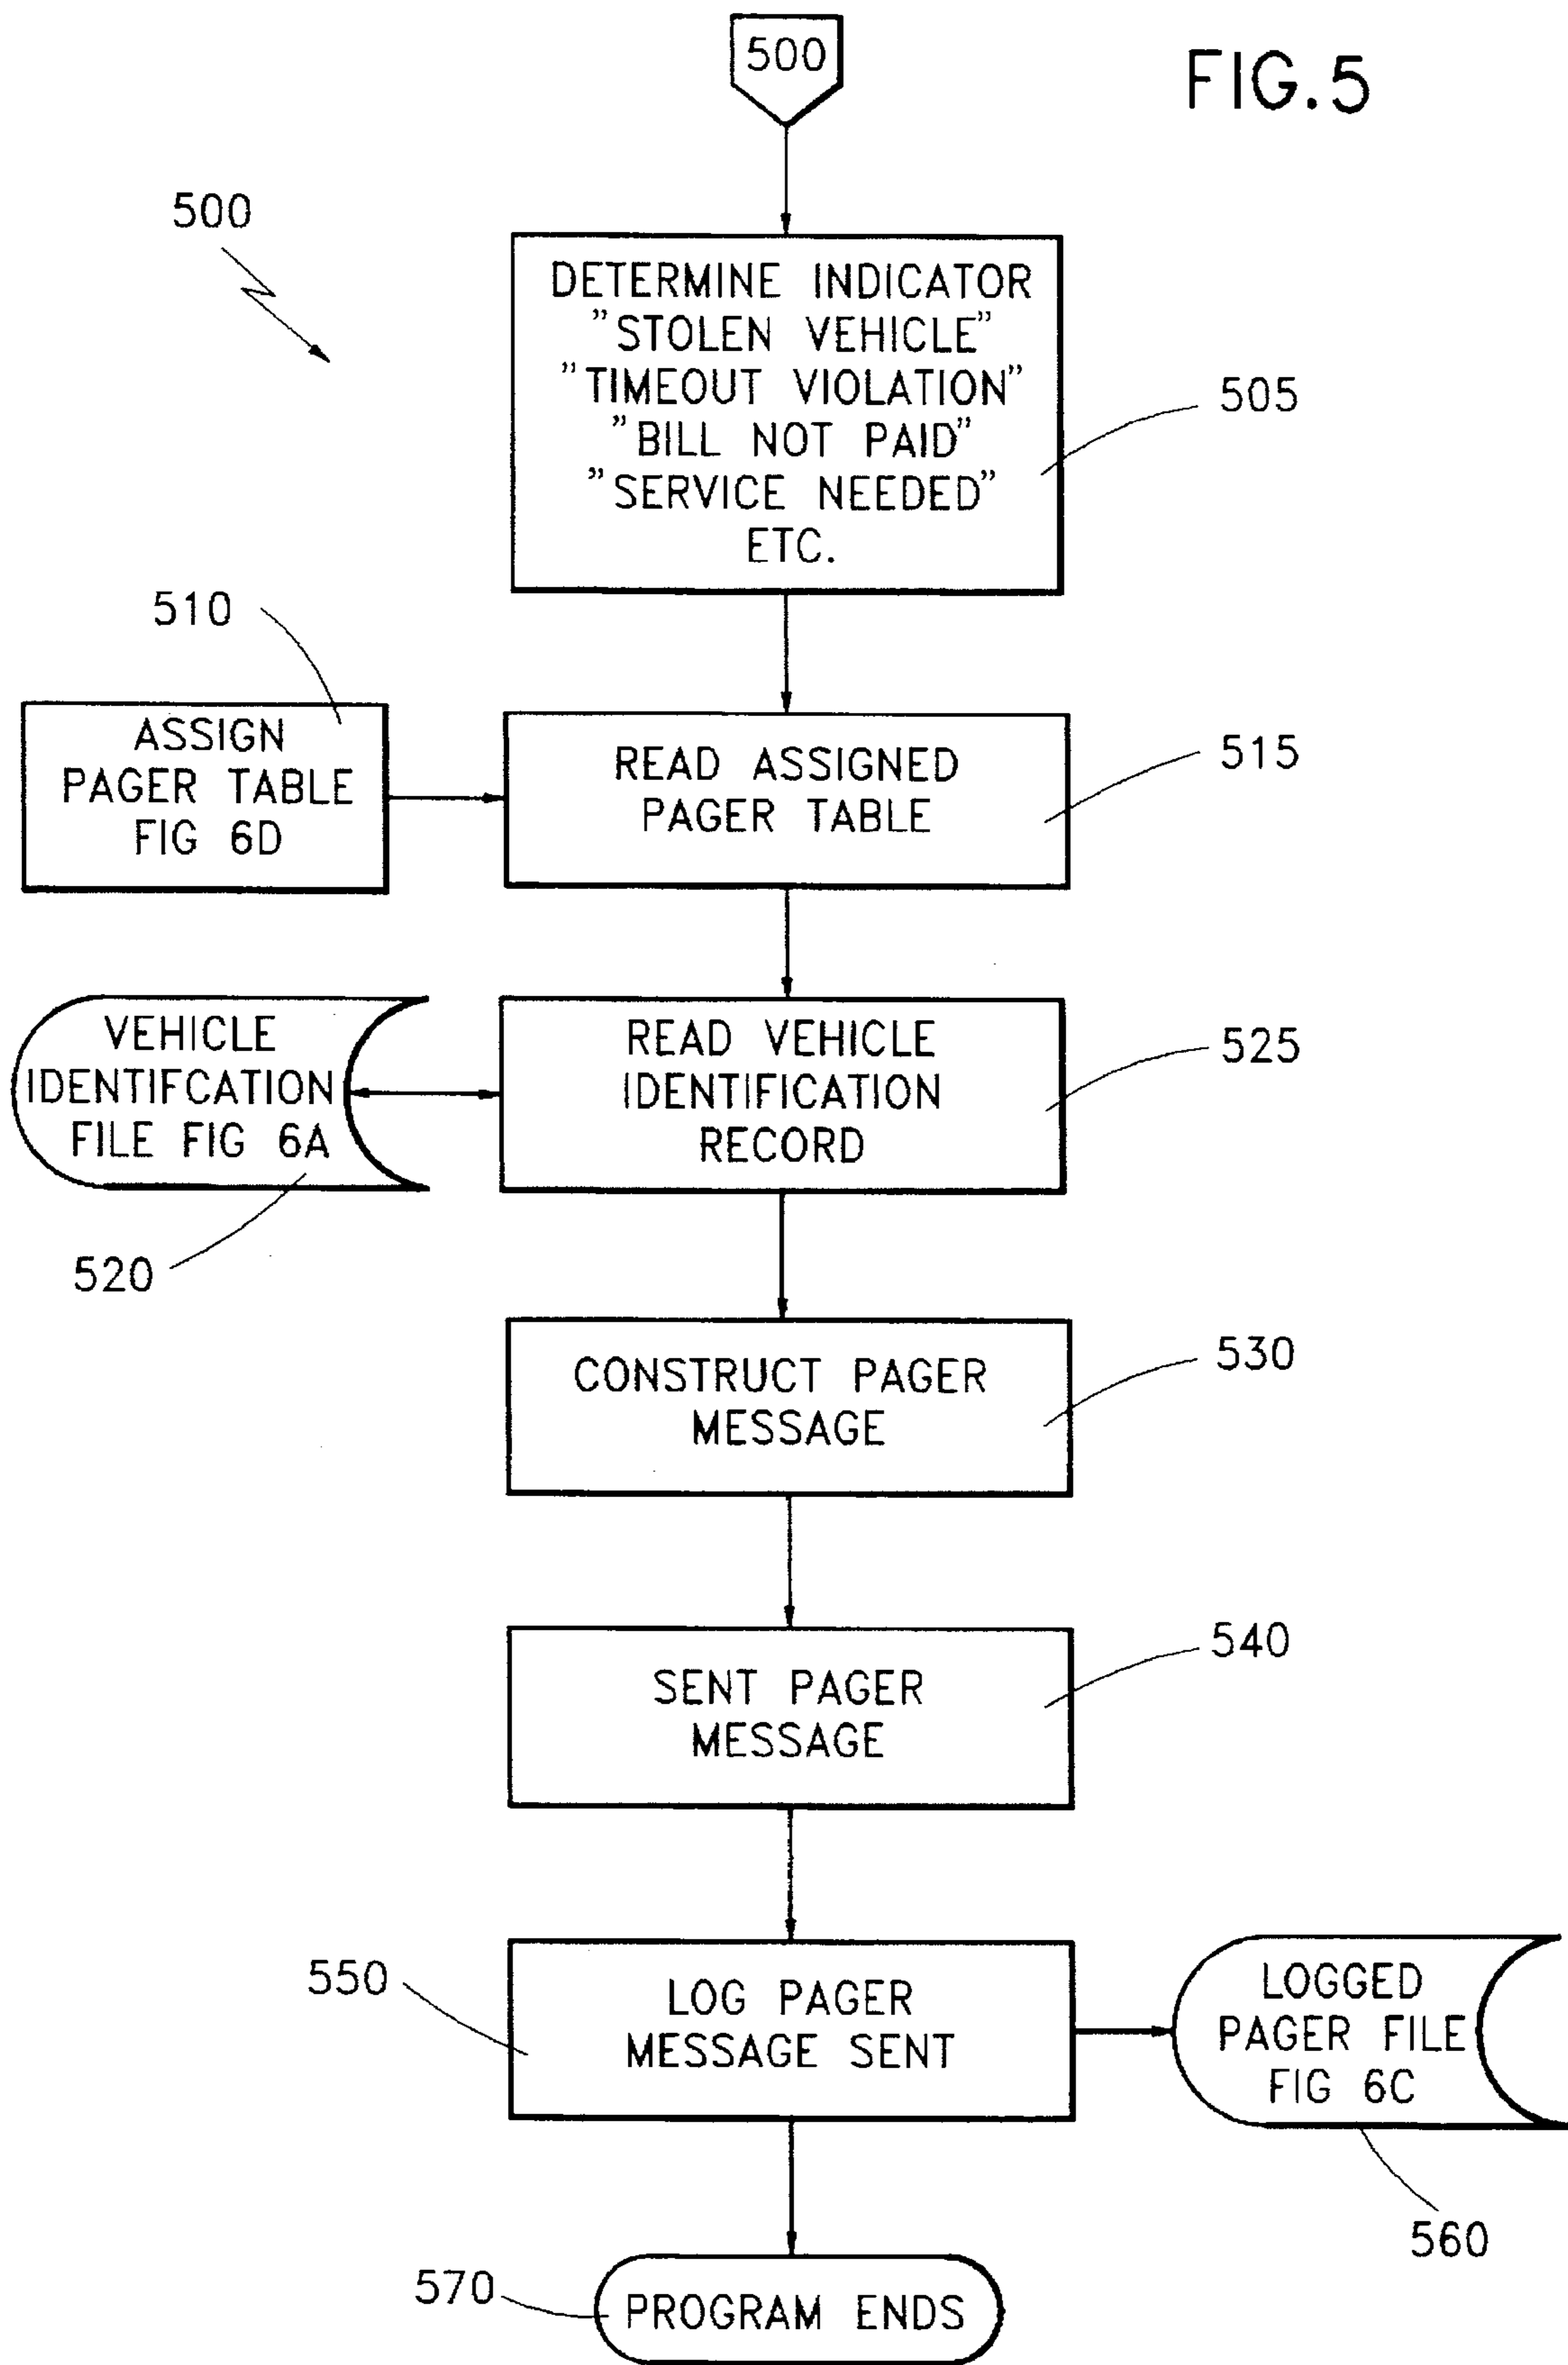 500
FIG.5
500
DETERMINE INDICATOR
"STOLEN VEHICLE"
"TIMEOUT VIOLATION"
"BILL NOT PAID"
"SERVICE NEEDED"
ETC.
505
510
ASSIGN
PAGER TABLE
FIG 6D
READ ASSIGNED
PAGER TABLE
515
VEHICLE
IDENTIFCATION
FILE FIG 6A
520
READ VEHICLE
IDENTIFICATION
RECORD
525
CONSTRUCT PAGER
MESSAGE
530
SENT PAGER
MESSAGE
540
550
LOG PAGER
MESSAGE SENT
LOGGED
PAGER FILE
FIG 6C
560
570
PROGRAM ENDS